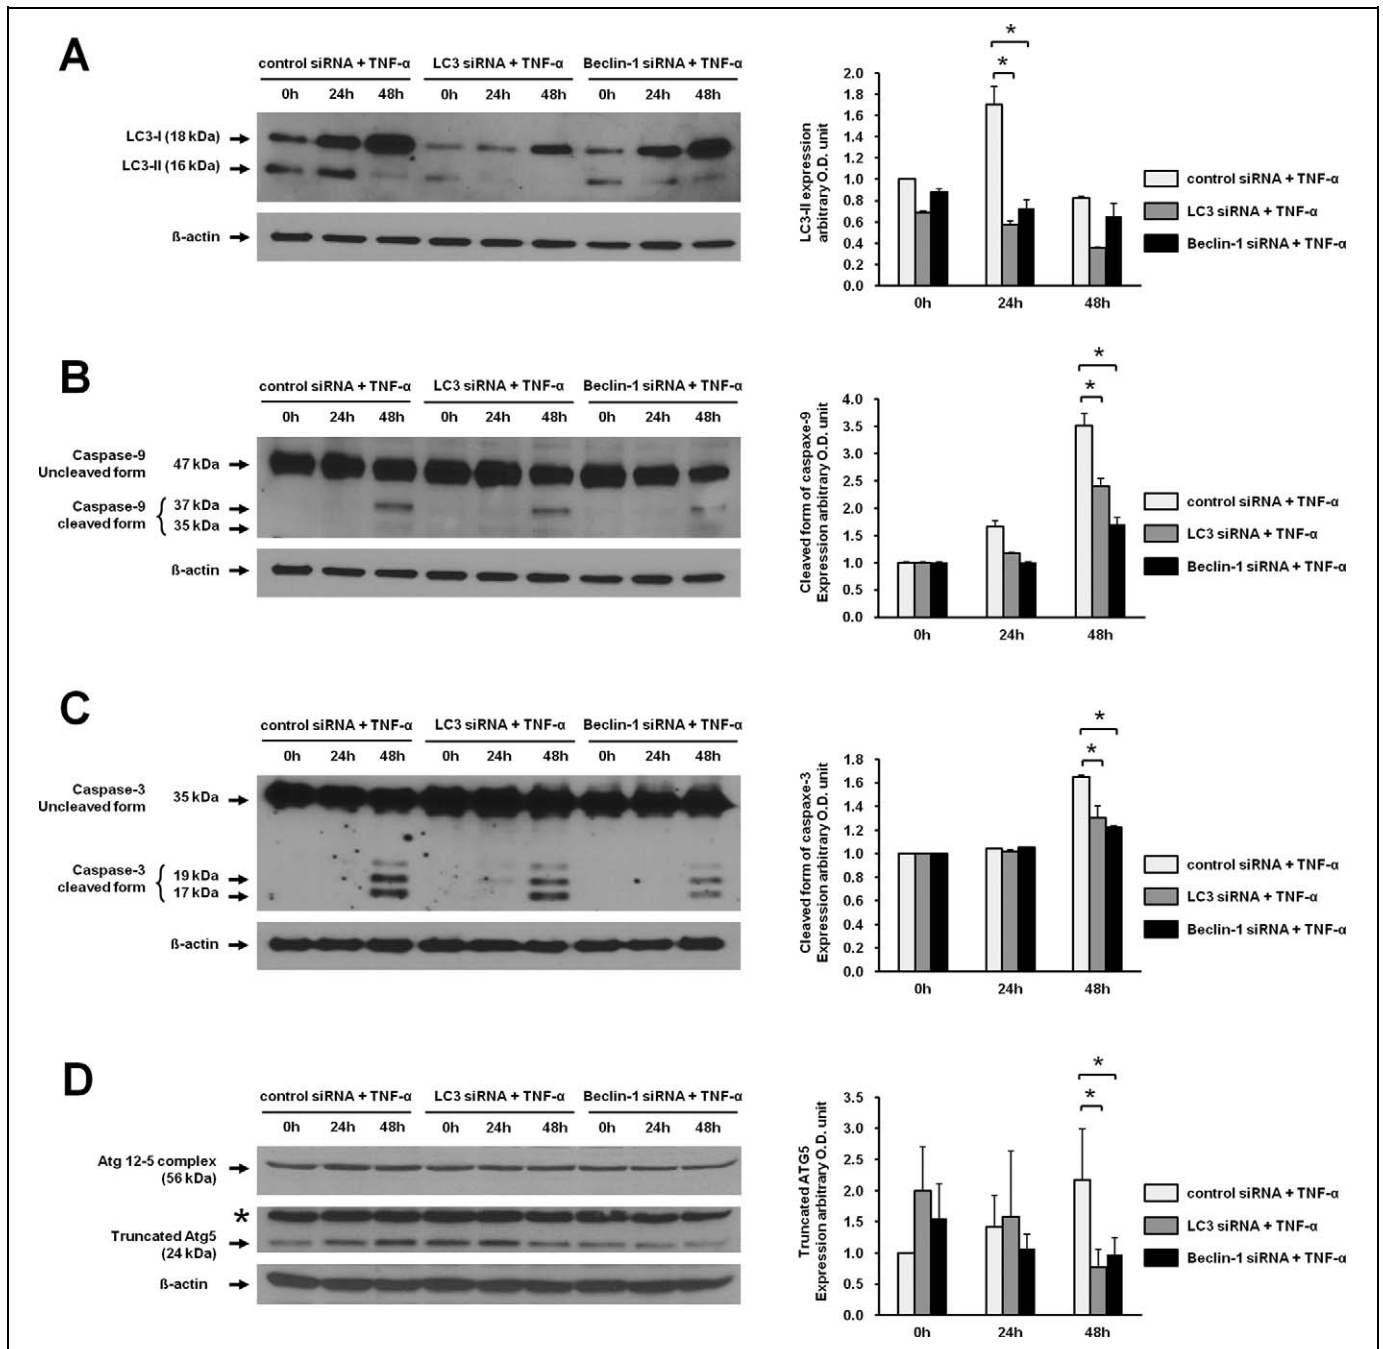 A
control siRNA + TNF-α LC3 siRNA + TNF-α Beclin-1 siRNA + TNF-α
0h 24h 48h 0h 24h 48h 0h 24h 48h
LC3-I (18 kDa)
LC3-II (16 kDa)
ß-actin
* *
LC3-II expression
arbitrary O.D. unit
2.0
1.8
1.6
1.4
1.2
1.0
0.8
0.6
0.4
0.2
0.0
0h 24h 48h
control siRNA + TNF-α
LC3 siRNA + TNF-α
Beclin-1 siRNA + TNF-α
B
control siRNA + TNF-α LC3 siRNA + TNF-α Beclin-1 siRNA + TNF-α
0h 24h 48h 0h 24h 48h 0h 24h 48h
Caspase-9
Uncleaved form
47 kDa
Caspase-9
cleaved form
37 kDa
35 kDa
ß-actin
* *
Cleaved form of caspaxe-9
Expression arbitrary O.D. unit
4.0
3.5
3.0
2.5
2.0
1.5
1.0
0.5
0.0
0h 24h 48h
control siRNA + TNF-α
LC3 siRNA + TNF-α
Beclin-1 siRNA + TNF-α
C
control siRNA + TNF-α LC3 siRNA + TNF-α Beclin-1 siRNA + TNF-α
0h 24h 48h 0h 24h 48h 0h 24h 48h
Caspase-3
Uncleaved form
35 kDa
Caspase-3
cleaved form
19 kDa
17 kDa
ß-actin
* *
Cleaved form of caspaxe-3
Expression arbitrary O.D. unit
1.8
1.6
1.4
1.2
1.0
0.8
0.6
0.4
0.2
0.0
0h 24h 48h
control siRNA + TNF-α
LC3 siRNA + TNF-α
Beclin-1 siRNA + TNF-α
D
control siRNA + TNF-α LC3 siRNA + TNF-α Beclin-1 siRNA + TNF-α
0h 24h 48h 0h 24h 48h 0h 24h 48h
Atg 12-5 complex
(56 kDa)
*
Truncated Atg5
(24 kDa)
ß-actin
* *
Truncated ATG5
Expression arbitrary O.D. unit
3.5
3.0
2.5
2.0
1.5
1.0
0.5
0.0
0h 24h 48h
control siRNA + TNF-α
LC3 siRNA + TNF-α
Beclin-1 siRNA + TNF-α